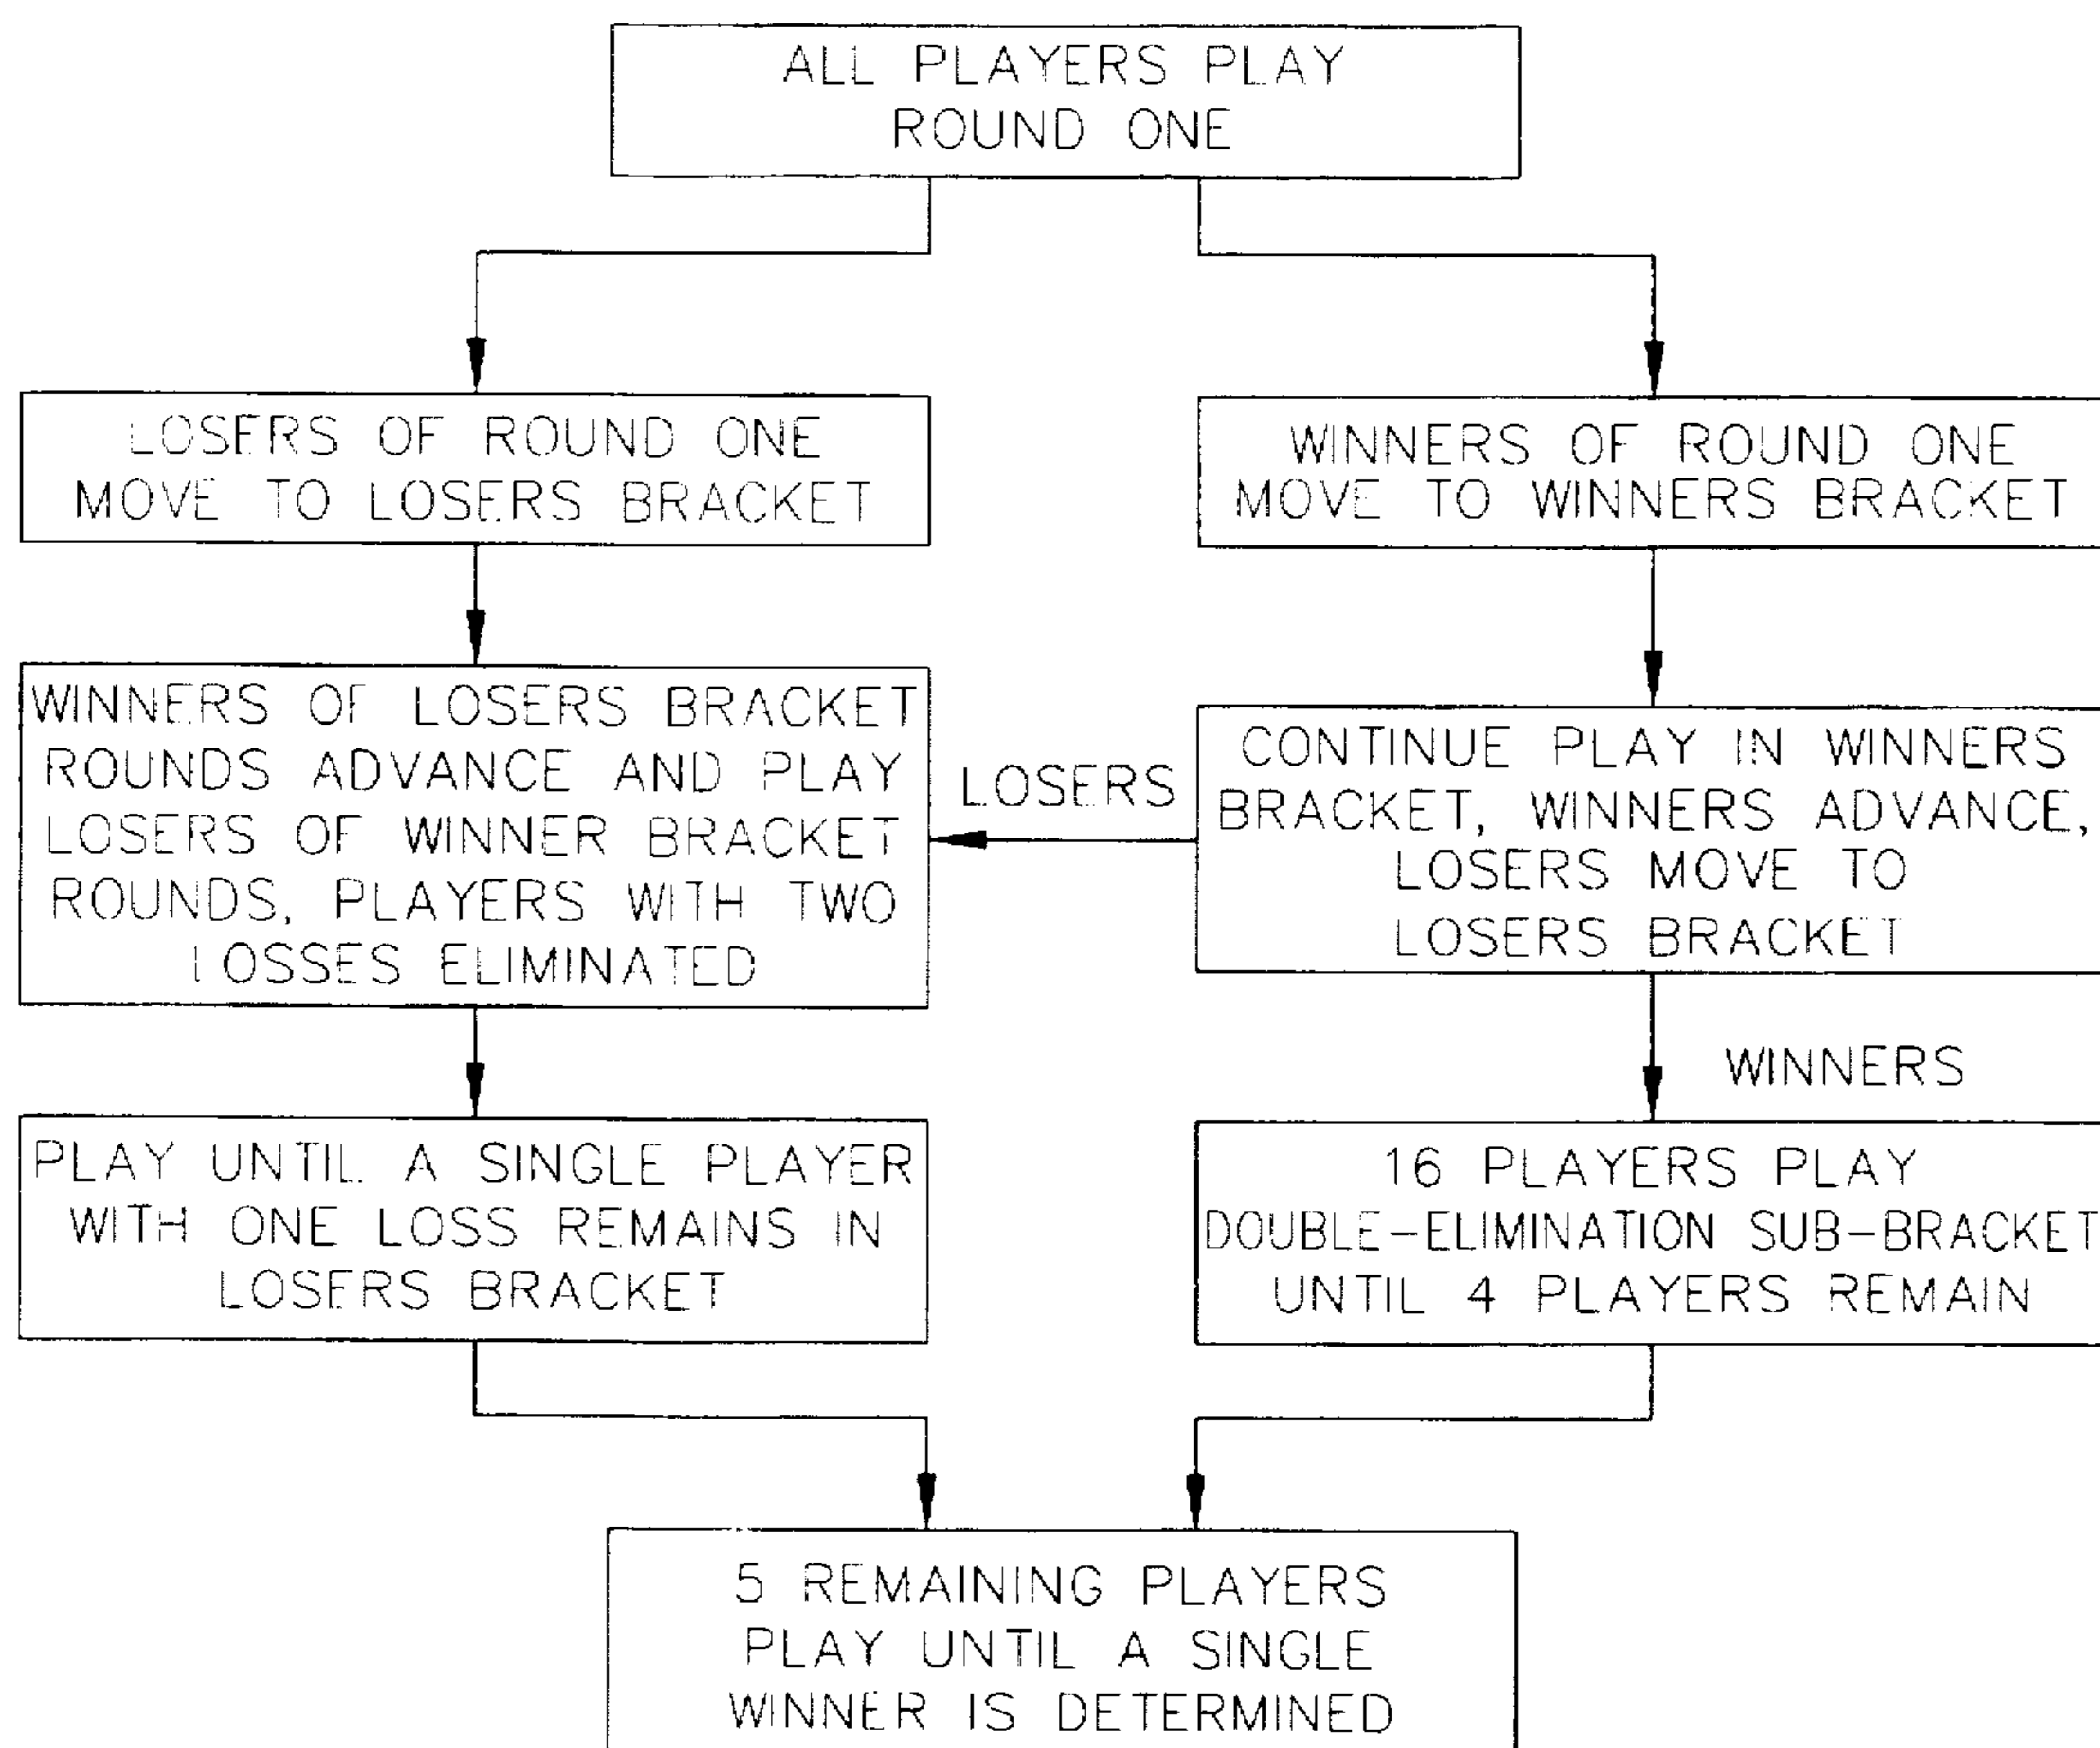 ALL PLAYERS PLAY
ROUND ONE
LOSERS OF ROUND ONE
MOVE TO LOSERS BRACKET
WINNERS OF ROUND ONE
MOVE TO WINNERS BRACKET
WINNERS OF LOSERS BRACKET
ROUNDS ADVANCE AND PLAY
LOSERS OF WINNER BRACKET
ROUNDS, PLAYERS WITH TWO
LOSSES ELIMINATED
LOSERS
CONTINUE PLAY IN WINNERS
BRACKET, WINNERS ADVANCE,
LOSERS MOVE TO
LOSERS BRACKET
WINNERS
PLAY UNTIL A SINGLE PLAYER
WITH ONE LOSS REMAINS IN
LOSERS BRACKET
16 PLAYERS PLAY
DOUBLE-ELIMINATION SUB-BRACKET
UNTIL 4 PLAYERS REMAIN
5 REMAINING PLAYERS
PLAY UNTIL A SINGLE
WINNER IS DETERMINED